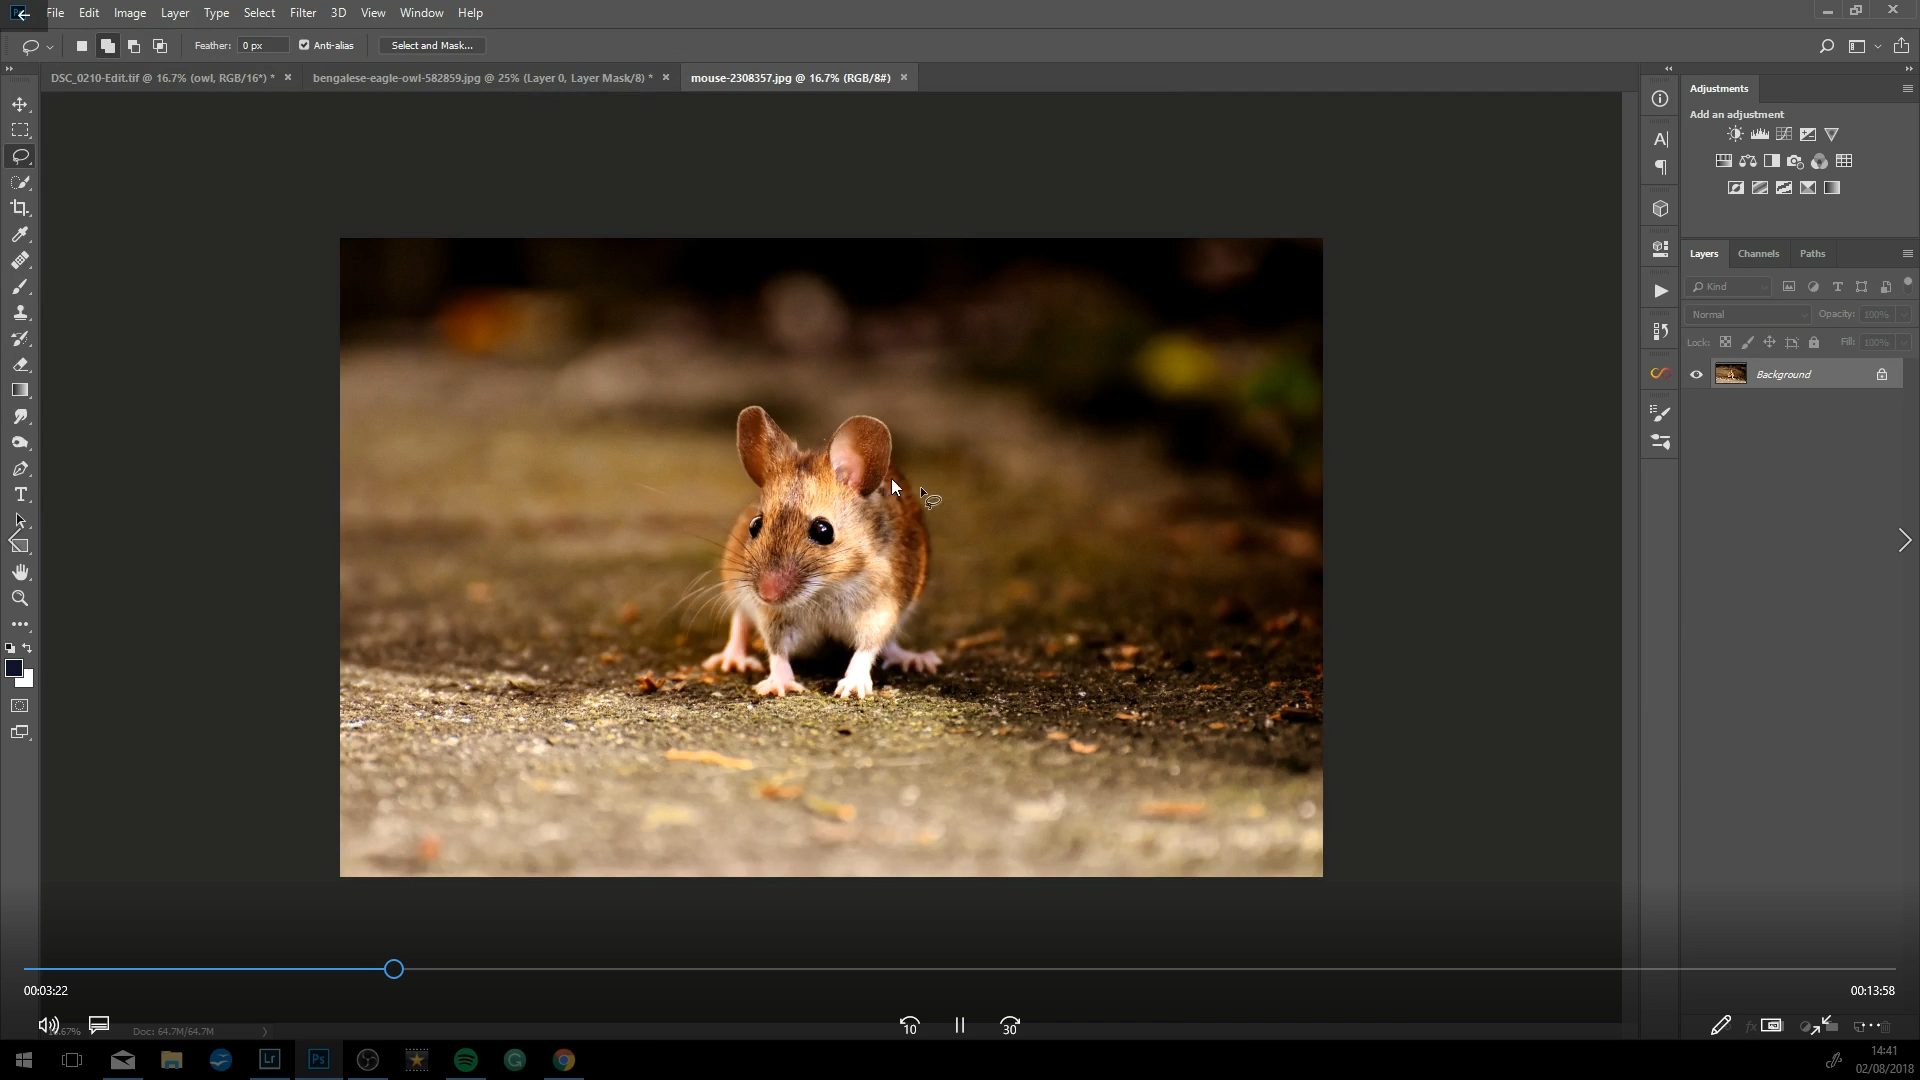 File Edit Image Layer Type Select Filter 3D View Window Help
Feather: 0 px Anti-alias Select and Mask...
DSC_0210-Edit.tif @ 16.7% (owl, RGB/16*) * bengalese-eagle-owl-582859.jpg @ 25% (Layer 0, Layer Mask/8) * mouse-2308357.jpg @ 16.7% (RGB/8#)
Adjustments
Add an adjustment
Layers Channels Paths
Kind
Normal Opacity: 100%
Lock: Fill: 100%
Background
00:03:22 00:13:58
Doc: 64.7M/64.7M
10 30
Lr Ps
14:41
02/08/2018